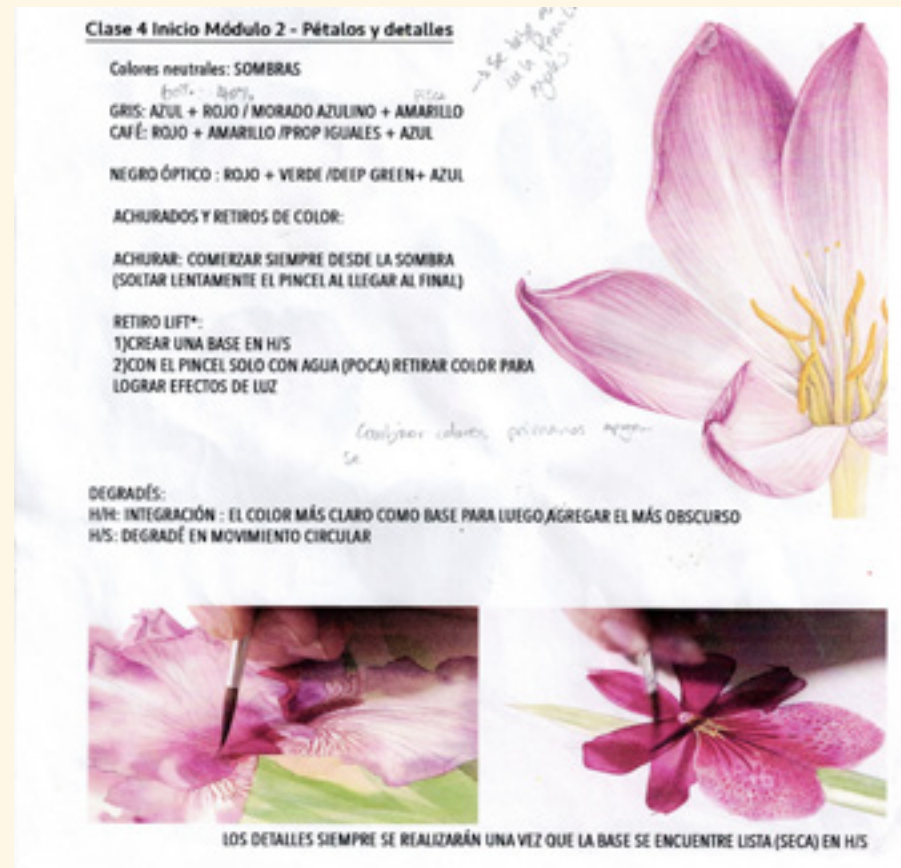 Clase 4 Inicio Módulo 2 - Pétalos y detalles
Colores neutrales: SOMBRAS
60% 40%
GRIS: AZUL + ROJO / MORADO AZULINO + AMARILLO
CAFÉ: ROJO + AMARILLO /PROP IGUALES + AZUL
NEGRO ÓPTICO : ROJO + VERDE /DEEP GREEN+ AZUL
ACHURADOS Y RETIROS DE COLOR:
ACHURAR: COMERZAR SIEMPRE DESDE LA SOMBRA
(SOLTAR LENTAMENTE EL PINCEL AL LLEGAR AL FINAL)
RETIRO LIFT*:
1)CREAR UNA BASE EN H/S
2)CON EL PINCEL SOLO CON AGUA (POCA) RETIRAR COLOR PARA
LOGRAR EFECTOS DE LUZ
colores primarios
se
DEGRADÉS:
H/H: INTEGRACIÓN : EL COLOR MÁS CLARO COMO BASE PARA LUEGO AGREGAR EL MÁS OBSCURSO
H/S: DEGRADÉ EN MOVIMIENTO CIRCULAR
LOS DETALLES SIEMPRE SE REALIZARÁN UNA VEZ QUE LA BASE SE ENCUENTRE LISTA (SECA) EN H/S